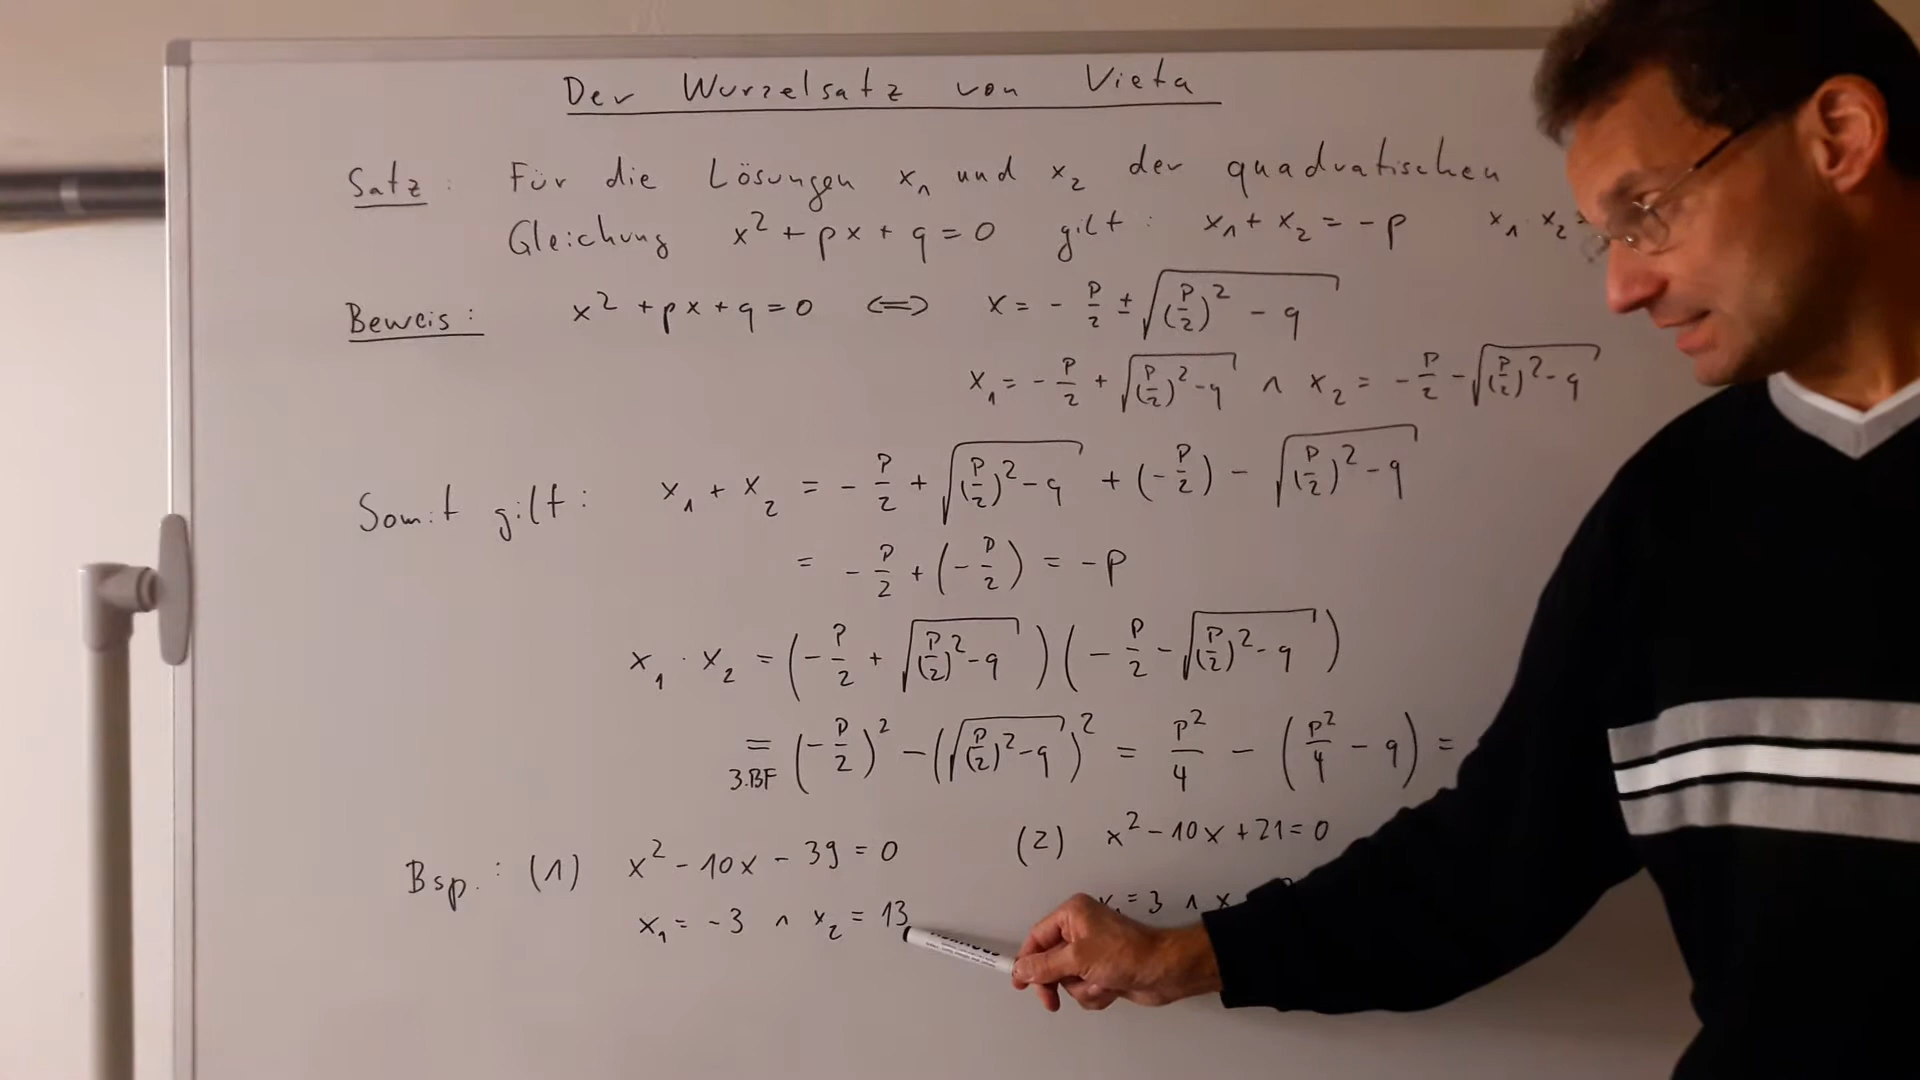 Der Wurzelsatz von Vieta
Satz: Für die Lösungen x₁ und x₂ der quadratischen
Gleichung x² + px + q = 0 gilt: x₁ + x₂ = -p x₁ · x₂ =
Beweis: x² + px + q = 0 ⟺ x = - p/2 ± √((p/2)² - q)
x₁ = - p/2 + √((p/2)² - q) ∧ x₂ = - p/2 - √((p/2)² - q)
Somit gilt: x₁ + x₂ = - p/2 + √((p/2)² - q) + (- p/2) - √((p/2)² - q)
= - p/2 + (- p/2) = -p
x₁ · x₂ = (- p/2 + √((p/2)² - q)) (- p/2 - √((p/2)² - q))
= (- p/2)² - (√((p/2)² - q))² = p²/4 - (p²/4 - q) =
3.BF
Bsp.: (1) x² - 10x - 39 = 0 (2) x² - 10x + 21 = 0
x₁ = -3 ∧ x₂ = 13 x₁ = 3 ∧ x